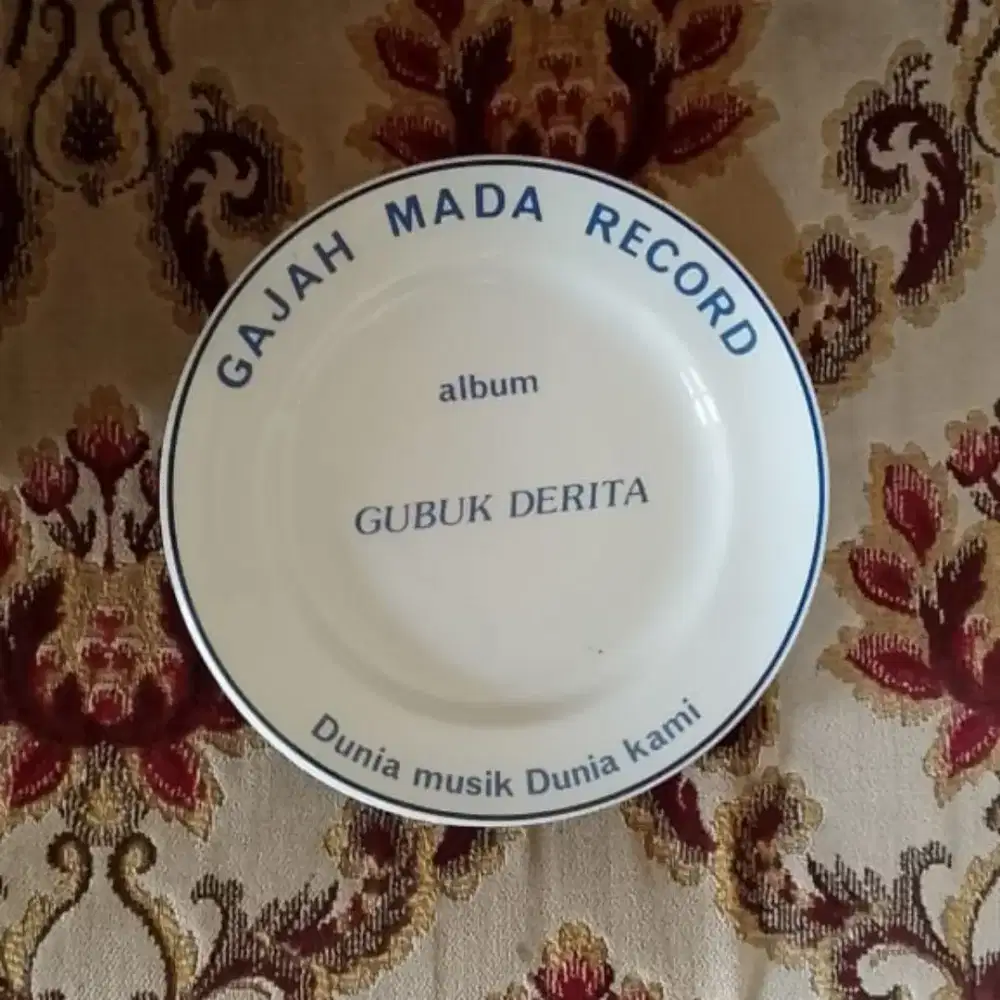 GAJAH MADA RECORD
album
GUBUK DERITA
Dunia musik Dunia kami